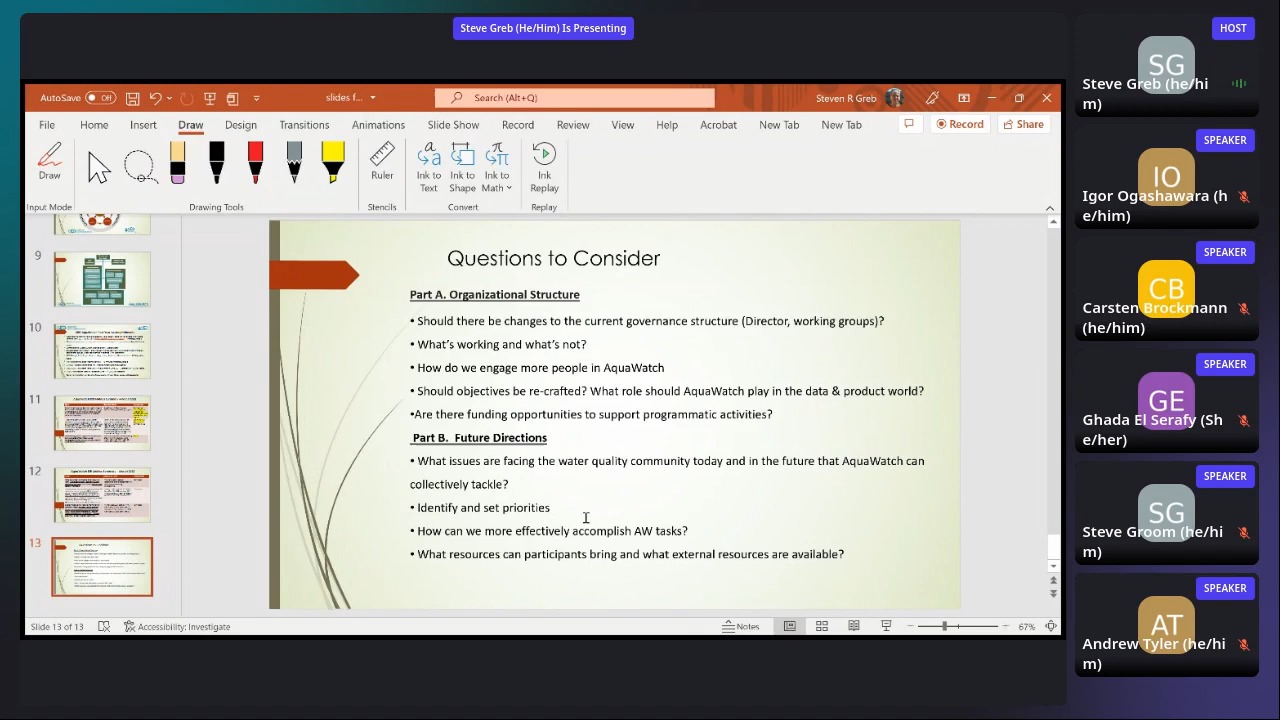 Steve Greb (He/Him) Is Presenting
AutoSave Off
slides f...
Search (Alt+Q)
Steven R Greb
File Home Insert Draw Design Transitions Animations Slide Show Record Review View Help Acrobat New Tab New Tab
Record Share
Draw
Ruler
Ink to Text
Ink to Shape
Ink to Math
Ink Replay
Input Mode Drawing Tools Stencils Convert Replay
9
10
11
12
13
Questions to Consider
Part A. Organizational Structure
• Should there be changes to the current governance structure (Director, working groups)?
• What's working and what's not?
• How do we engage more people in AquaWatch
• Should objectives be re-crafted? What role should AquaWatch play in the data & product world?
•Are there funding opportunities to support programmatic activities?
Part B. Future Directions
• What issues are facing the water quality community today and in the future that AquaWatch can
collectively tackle?
• Identify and set priorities
• How can we more effectively accomplish AW tasks?
• What resources can participants bring and what external resources are available?
Slide 13 of 13
Accessibility: Investigate
Notes
67%
HOST
SG
Steve Greb (he/hi
m)
SPEAKER
IO
Igor Ogashawara (h
e/him)
SPEAKER
CB
Carsten Brockmann
(he/him)
SPEAKER
GE
Ghada El Serafy (Sh
e/her)
SPEAKER
SG
Steve Groom (he/hi
m)
SPEAKER
AT
Andrew Tyler (he/hi
m)